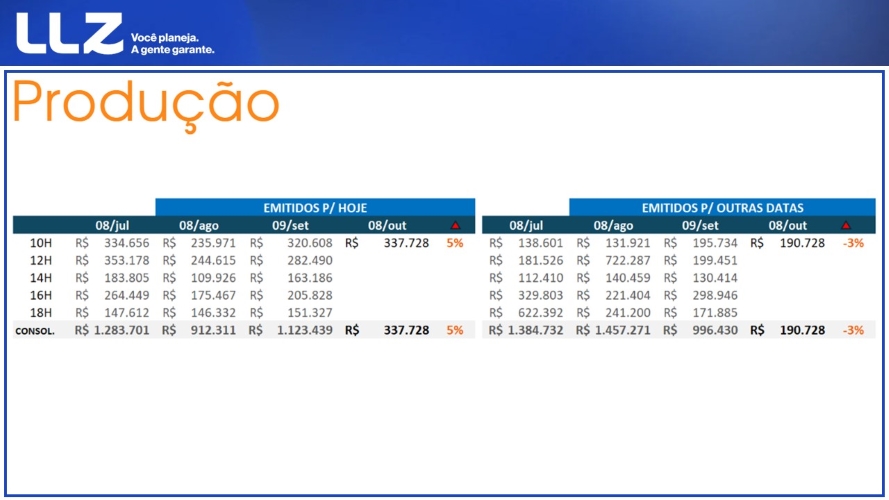 LLZ Você planeja.
A gente garante.
Produção
EMITIDOS P/ HOJE EMITIDOS P/ OUTRAS DATAS
08/jul 08/ago 09/set 08/out 08/jul 08/ago 09/set 08/out
10H R$ 334.656 R$ 235.971 R$ 320.608 R$ 337.728 5% R$ 138.601 R$ 131.921 R$ 195.734 R$ 190.728 -3%
12H R$ 353.178 R$ 244.615 R$ 282.490 R$ 181.526 R$ 722.287 R$ 199.451
14H R$ 183.805 R$ 109.926 R$ 163.186 R$ 112.410 R$ 140.459 R$ 130.414
16H R$ 264.449 R$ 175.467 R$ 205.828 R$ 329.803 R$ 221.404 R$ 298.946
18H R$ 147.612 R$ 146.332 R$ 151.327 R$ 622.392 R$ 241.200 R$ 171.885
CONSOL. R$ 1.283.701 R$ 912.311 R$ 1.123.439 R$ 337.728 5% R$ 1.384.732 R$ 1.457.271 R$ 996.430 R$ 190.728 -3%